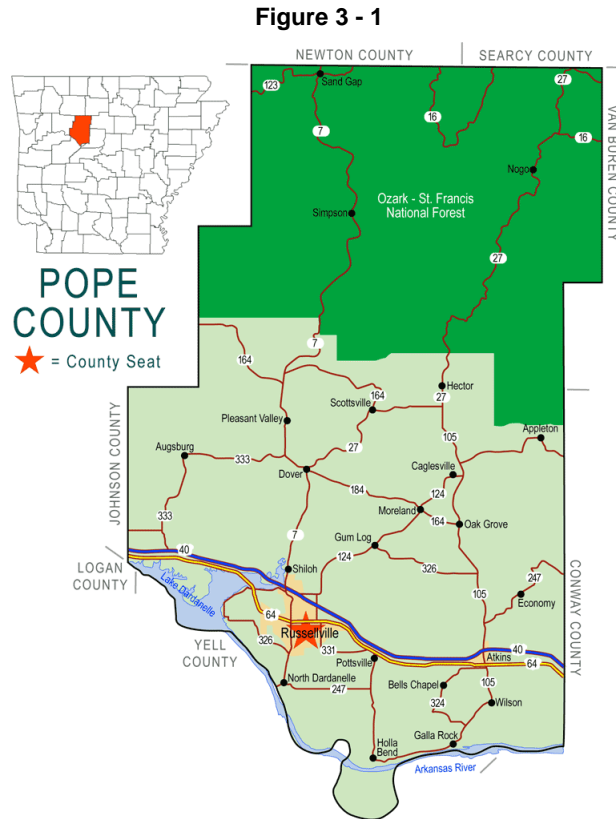 Figure 3 - 1
NEWTON COUNTY
SEARCY COUNTY
VAN BUREN COUNTY
123
Sand Gap
27
16
7
16
Nogo
Ozark - St. Francis
National Forest
Simpson
27
POPE
COUNTY
= County Seat
7
164
164
Hector
27
Scottsville
Pleasant Valley
Appleton
105
JOHNSON COUNTY
Augsburg
27
333
Dover
Caglesville
184
124
Moreland
333
164
Oak Grove
7
Gum Log
40
124
326
LOGAN
COUNTY
Shiloh
247
105
CONWAY COUNTY
Lake Dardanelle
Economy
64
Russellville
YELL
COUNTY
326
331
40
Pottsville
Atkins
64
North Dardanelle
247
Bells Chapel
105
324
Wilson
Galla Rock
Holla
Bend
Arkansas River